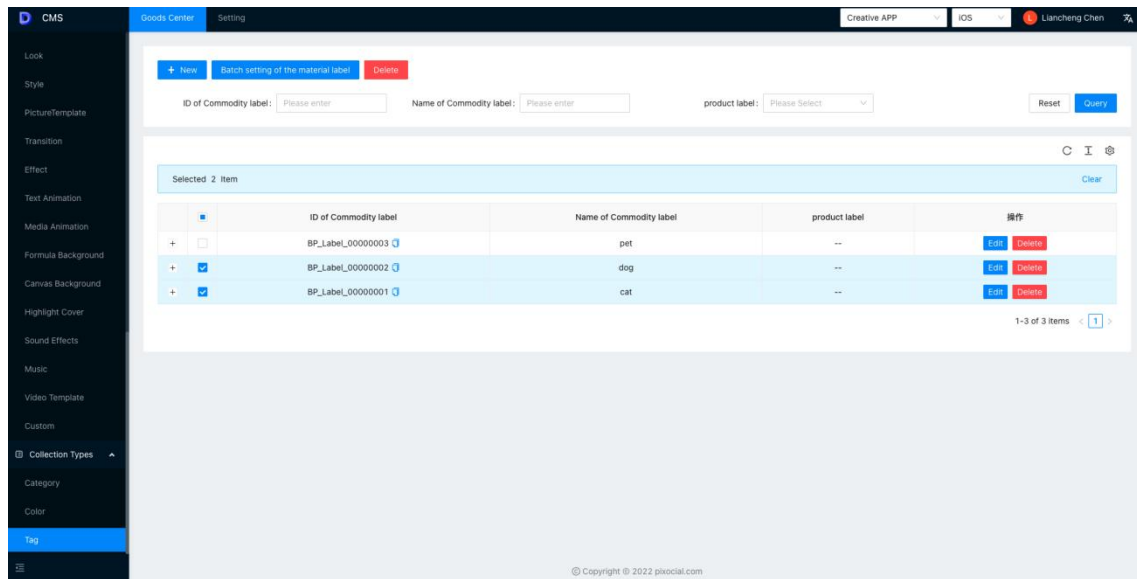 CMS
Goods Center Setting Creative APP iOS L Liancheng Chen
Look
Style
PictureTemplate
Transition
Effect
Text Animation
Media Animation
Formula Background
Canvas Background
Highlight Cover
Sound Effects
Music
Video Template
Custom
Collection Types
Category
Color
Tag
+ New Batch setting of the material label Delete
ID of Commodity label: Please enter Name of Commodity label: Please enter product label: Please Select Reset Query
Selected 2 Item Clear
ID of Commodity label Name of Commodity label product label 操作
+ BP_Label_00000003 pet -- Edit Delete
+ BP_Label_00000002 dog -- Edit Delete
+ BP_Label_00000001 cat -- Edit Delete
1-3 of 3 items < 1 >
© Copyright © 2022 pixocial.com